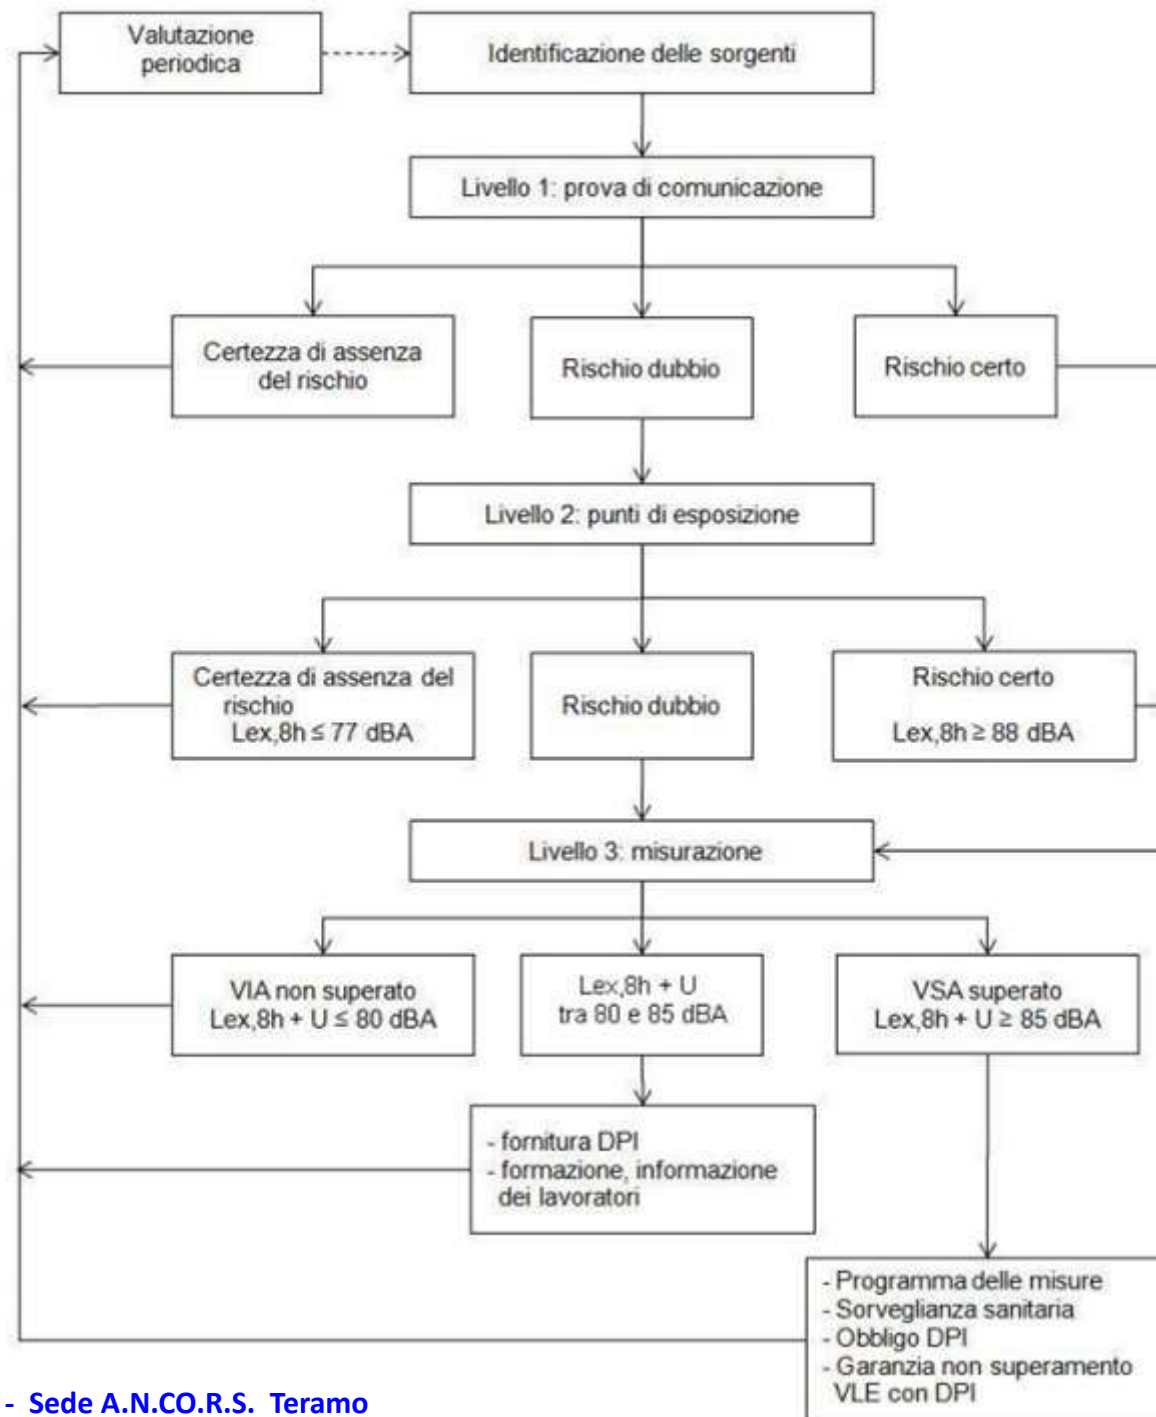 Valutazione
periodica
Identificazione delle sorgenti
Livello 1: prova di comunicazione
Certezza di assenza
del rischio
Rischio dubbio
Rischio certo
Livello 2: punti di esposizione
Certezza di assenza del
rischio
Lex,8h ≤ 77 dBA
Rischio dubbio
Rischio certo
Lex,8h ≥ 88 dBA
Livello 3: misurazione
VIA non superato
Lex,8h + U ≤ 80 dBA
Lex,8h + U
tra 80 e 85 dBA
VSA superato
Lex,8h + U ≥ 85 dBA
- fornitura DPI
- formazione, informazione
dei lavoratori
- Programma delle misure
- Sorveglianza sanitaria
- Obbligo DPI
- Garanzia non superamento
VLE con DPI
- Sede A.N.CO.R.S. Teramo